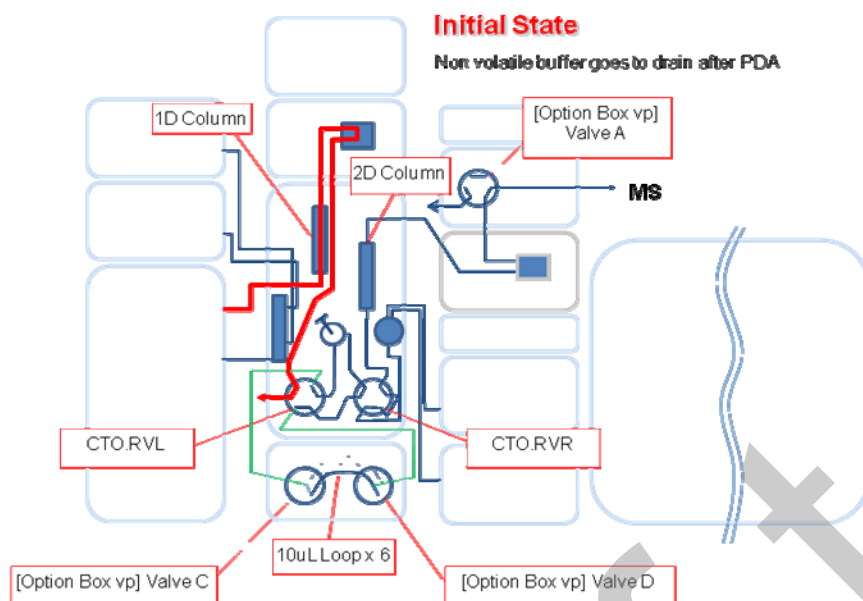 Initial State
Non volatile buffer goes to drain after PDA
1D Column
[Option Box vp]
Valve A
2D Column
MS
CTO.RVL
CTO.RVR
10uL Loop x 6
[Option Box vp] Valve C
[Option Box vp] Valve D